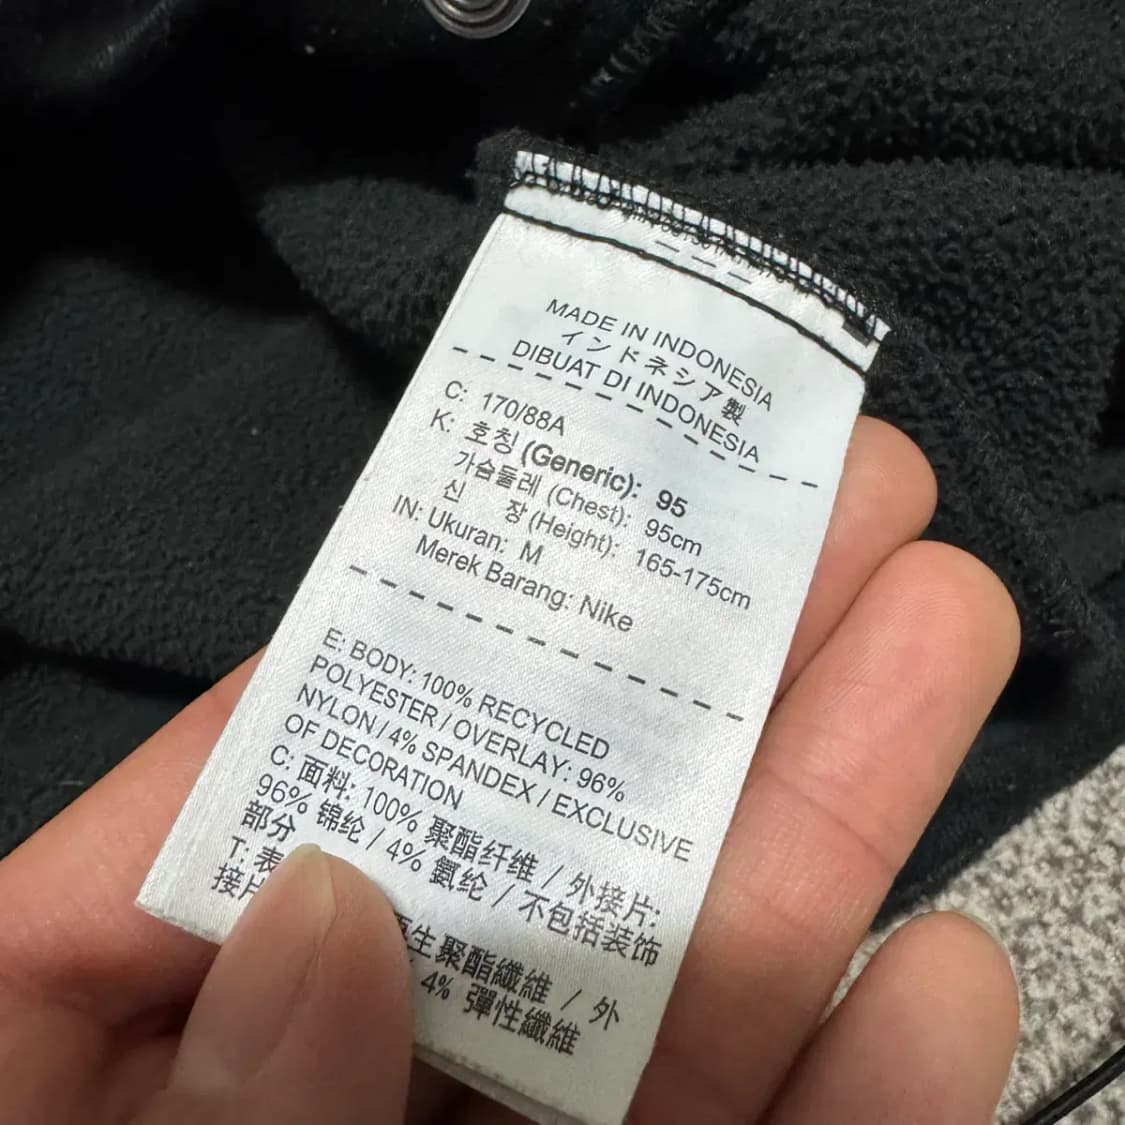 MADE IN INDONESIA
インドネシア製
DIBUAT DI INDONESIA
C: 170/88A
K: 호칭 (Generic): 95
가슴둘레 (Chest): 95cm
신 장 (Height): 165-175cm
IN: Ukuran: M
Merek Barang: Nike
E: BODY: 100% RECYCLED
POLYESTER / OVERLAY: 96%
NYLON / 4% SPANDEX / EXCLUSIVE
OF DECORATION
C: 面料: 100% 聚酯纤维 / 外接片:
96% 锦纶 / 4% 氨纶 / 不包括装饰
部分
T: 表 生聚酯纖維 / 外
接片 4% 彈性纖維